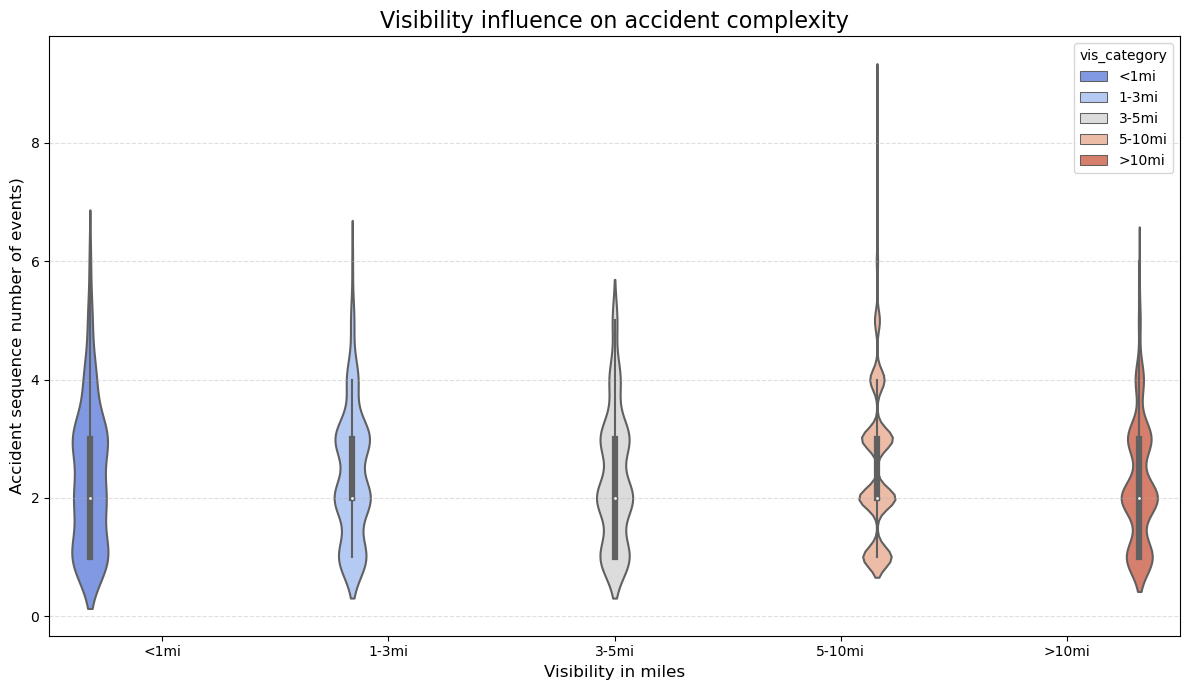 Visibility influence on accident complexity
vis_category
<1mi
1-3mi
3-5mi
5-10mi
>10mi
Accident sequence number of events)
8
6
4
2
0
<1mi
1-3mi
3-5mi
5-10mi
>10mi
Visibility in miles